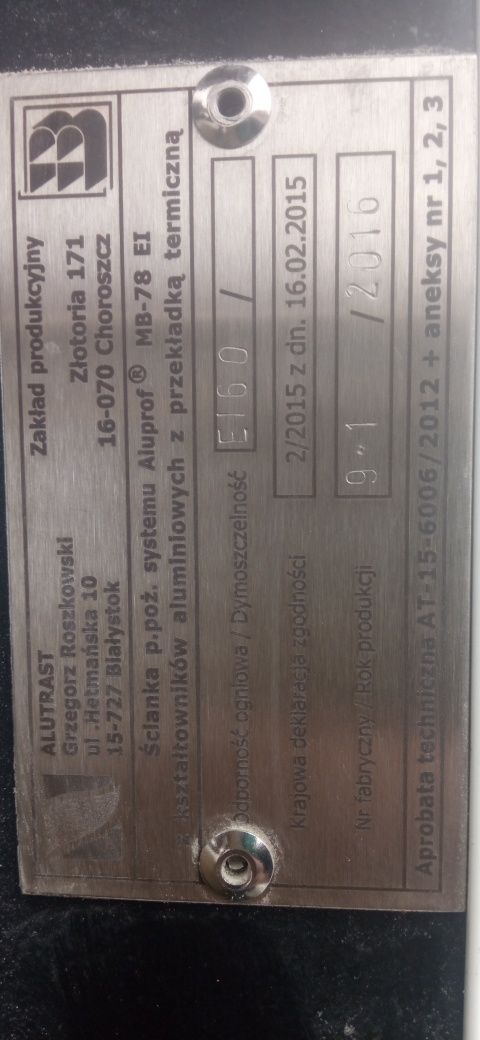 ALUTRAST
Grzegorz Roszkowski
ul.Hetmańska 10
15-727 Białystok
Zakład produkcyjny
Złotoria 171
16-070 Choroszcz
Ścianka p.poż. systemu Aluprof® MB-78 EI
z kształtowników aluminiowych z przekładką termiczną
Odporność ogniowa / Dymoszczelność EI60 /
Krajowa deklaracja zgodności 2/2015 z dn. 16.02.2015
Nr fabryczny / Rok produkcji 9.1 / 2016
Aprobata techniczna AT-15-6006/2012 + aneksy nr 1, 2, 3